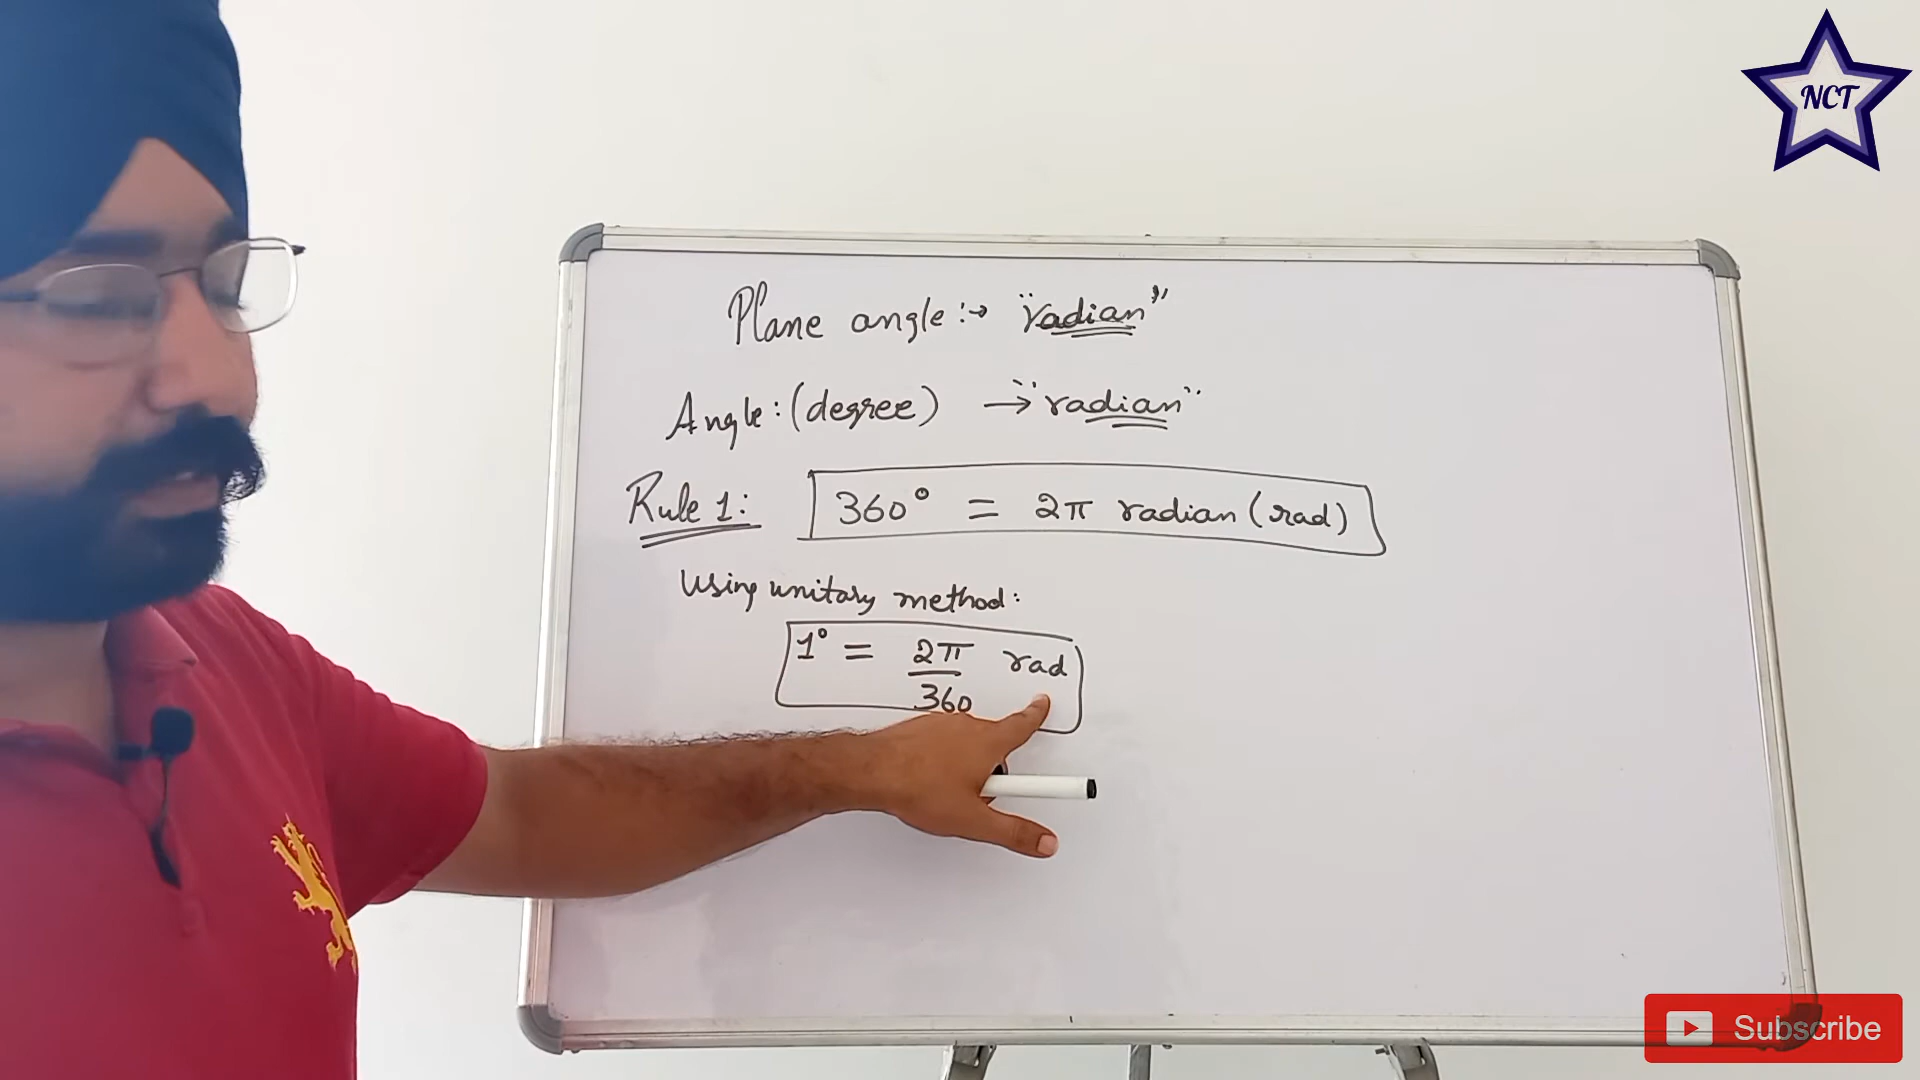 NCT
Plane angle :→ "radian"
Angle : (degree) → "radian"
Rule 1: 360° = 2π radian (rad)
Using unitary method:
1° = 2π/360 rad
Subscribe